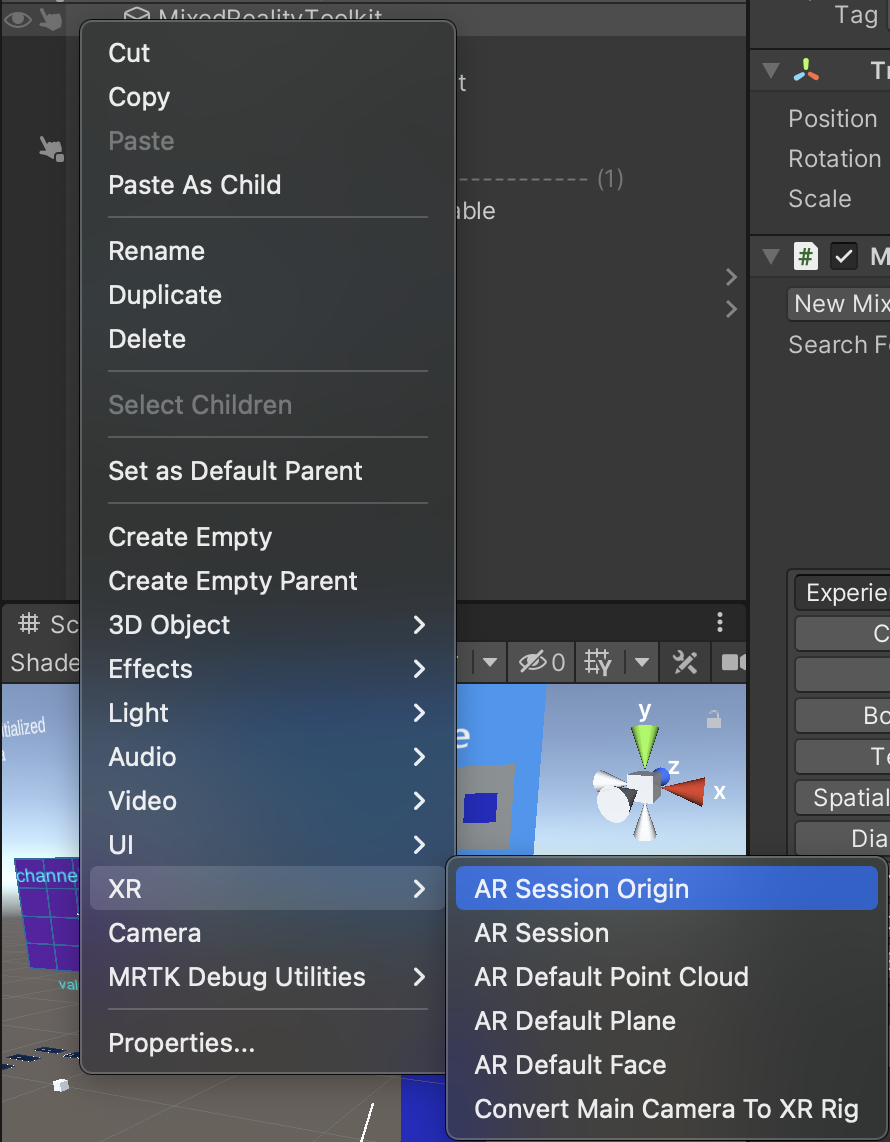 MixedRealityToolkit
Cut
Copy
Paste
Paste As Child
Rename
Duplicate
Delete
Select Children
Set as Default Parent
Create Empty
Create Empty Parent
3D Object
Effects
Light
Audio
Video
UI
XR
Camera
MRTK Debug Utilities
Properties...
AR Session Origin
AR Session
AR Default Point Cloud
AR Default Plane
AR Default Face
Convert Main Camera To XR Rig
t
------------ (1)
able
Sc
Shade
0
Y
itialized
a
e
channe
val
y
z
x
Tag
Tr
Position
Rotation
Scale
#
M
New Mix
Search F
Experie
C
Bo
Te
Spatial
Dia